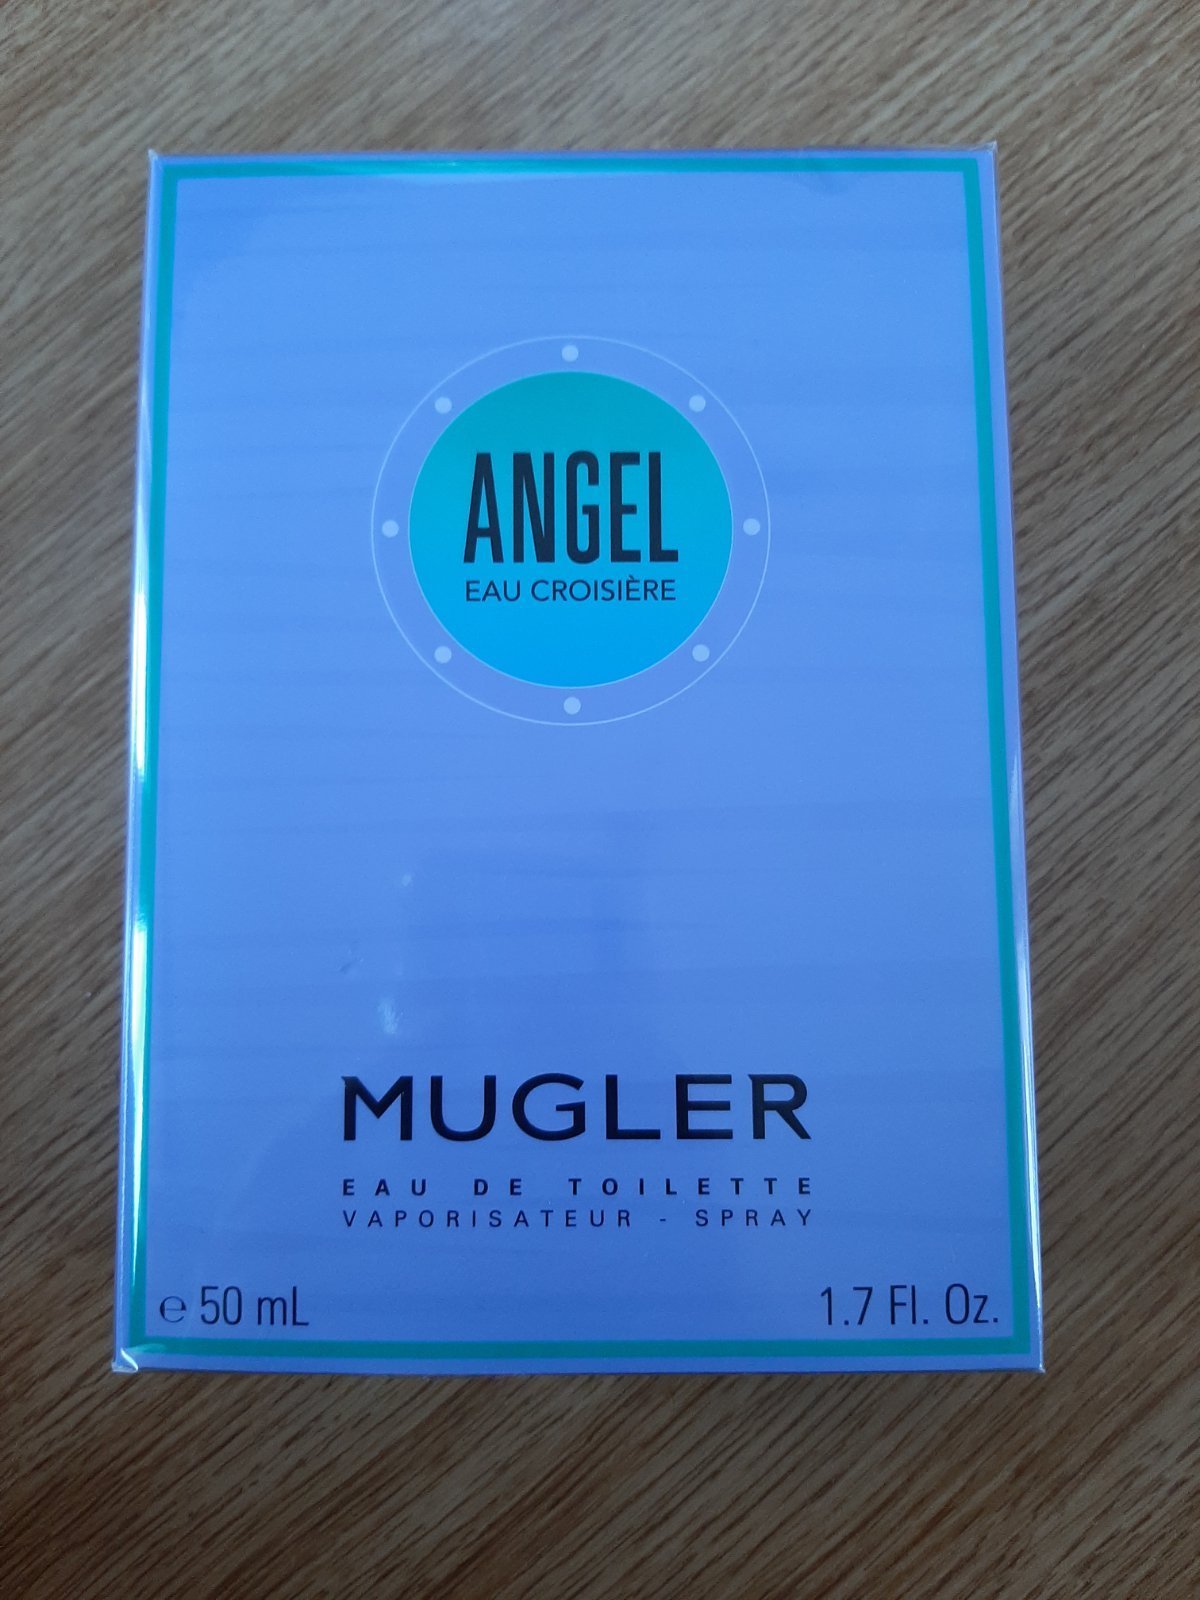 ANGEL
EAU CROISIÈRE
MUGLER
EAU DE TOILETTE
VAPORISATEUR - SPRAY
℮ 50 mL
1.7 Fl. Oz.